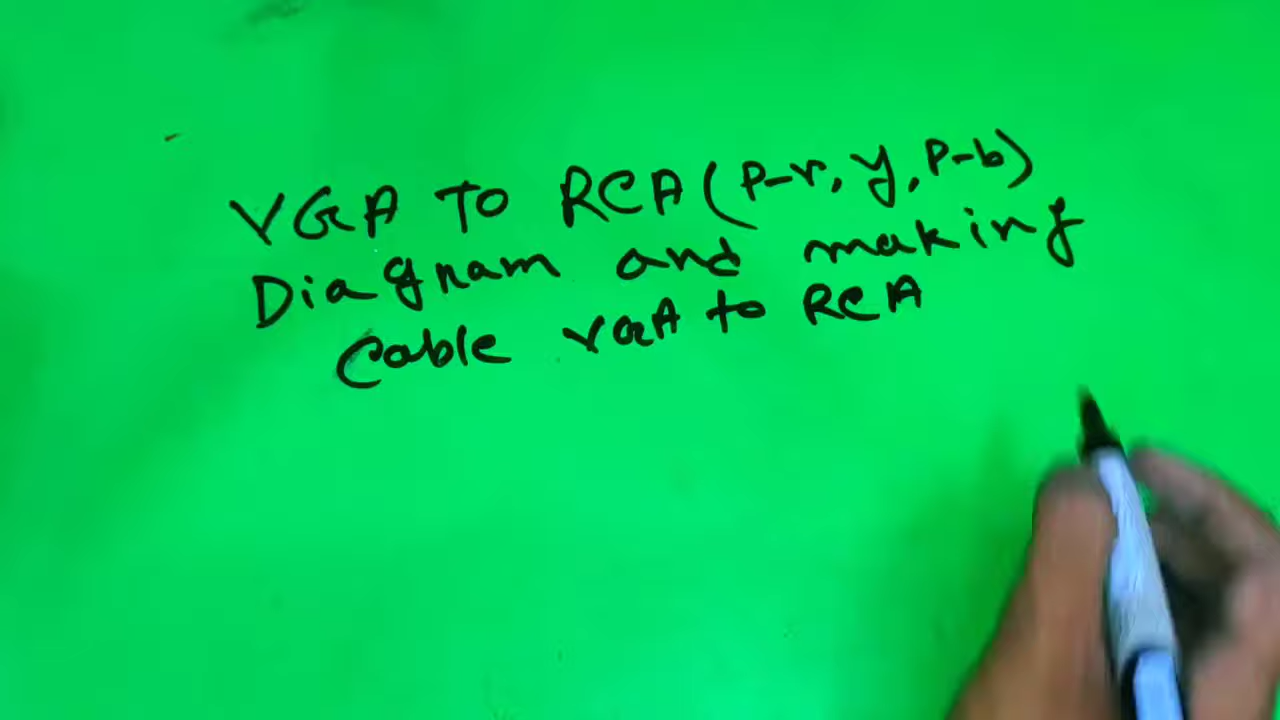 VGA TO RCA (P-r, y, P-b)
Diagram and making
Cable VGA to RCA